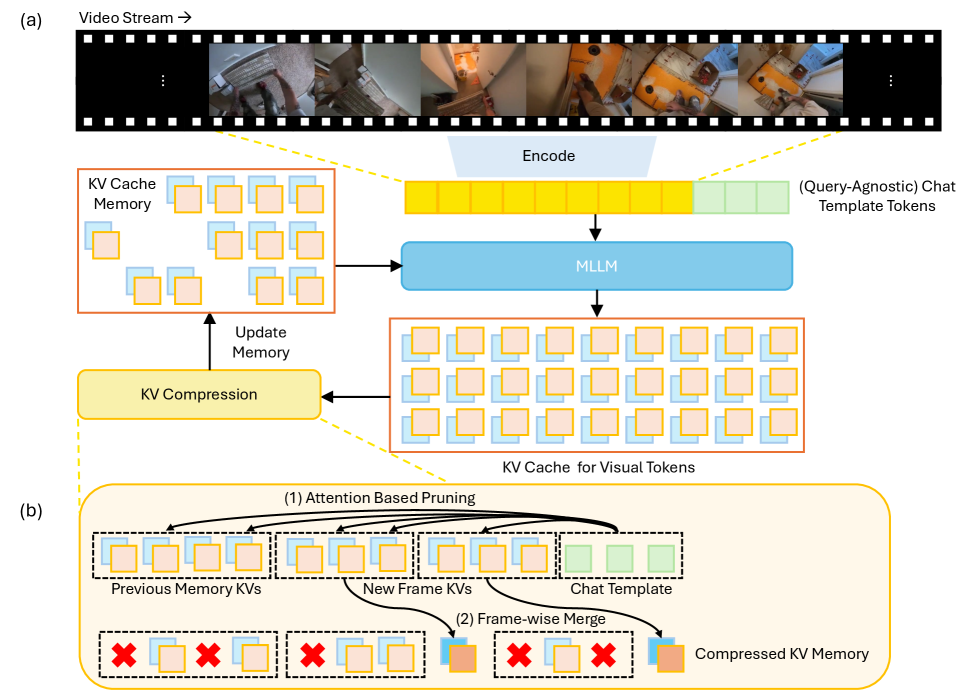 (a)
Video Stream →
⋮
⋮
Encode
KV Cache
Memory
(Query-Agnostic) Chat
Template Tokens
MLLM
Update
Memory
KV Compression
KV Cache for Visual Tokens
(b)
(1) Attention Based Pruning
Previous Memory KVs
New Frame KVs
Chat Template
(2) Frame-wise Merge
Compressed KV Memory